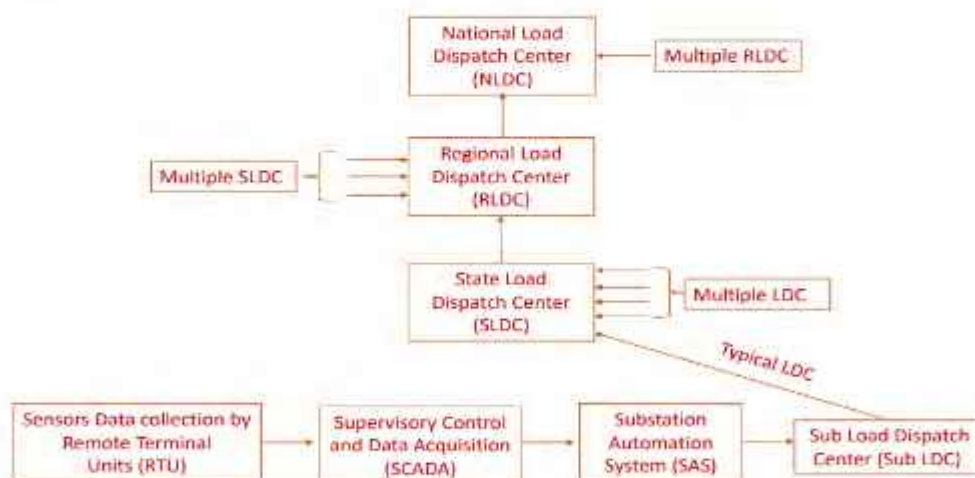 National Load
Dispatch Center
(NLDC)
Multiple RLDC
Regional Load
Dispatch Center
(RLDC)
Multiple SLDC
State Load
Dispatch Center
(SLDC)
Multiple LDC
Typical LDC
Sensors Data collection by
Remote Terminal
Units (RTU)
Supervisory Control
and Data Acquisition
(SCADA)
Substation
Automation
System (SAS)
Sub Load Dispatch
Center (Sub LDC)